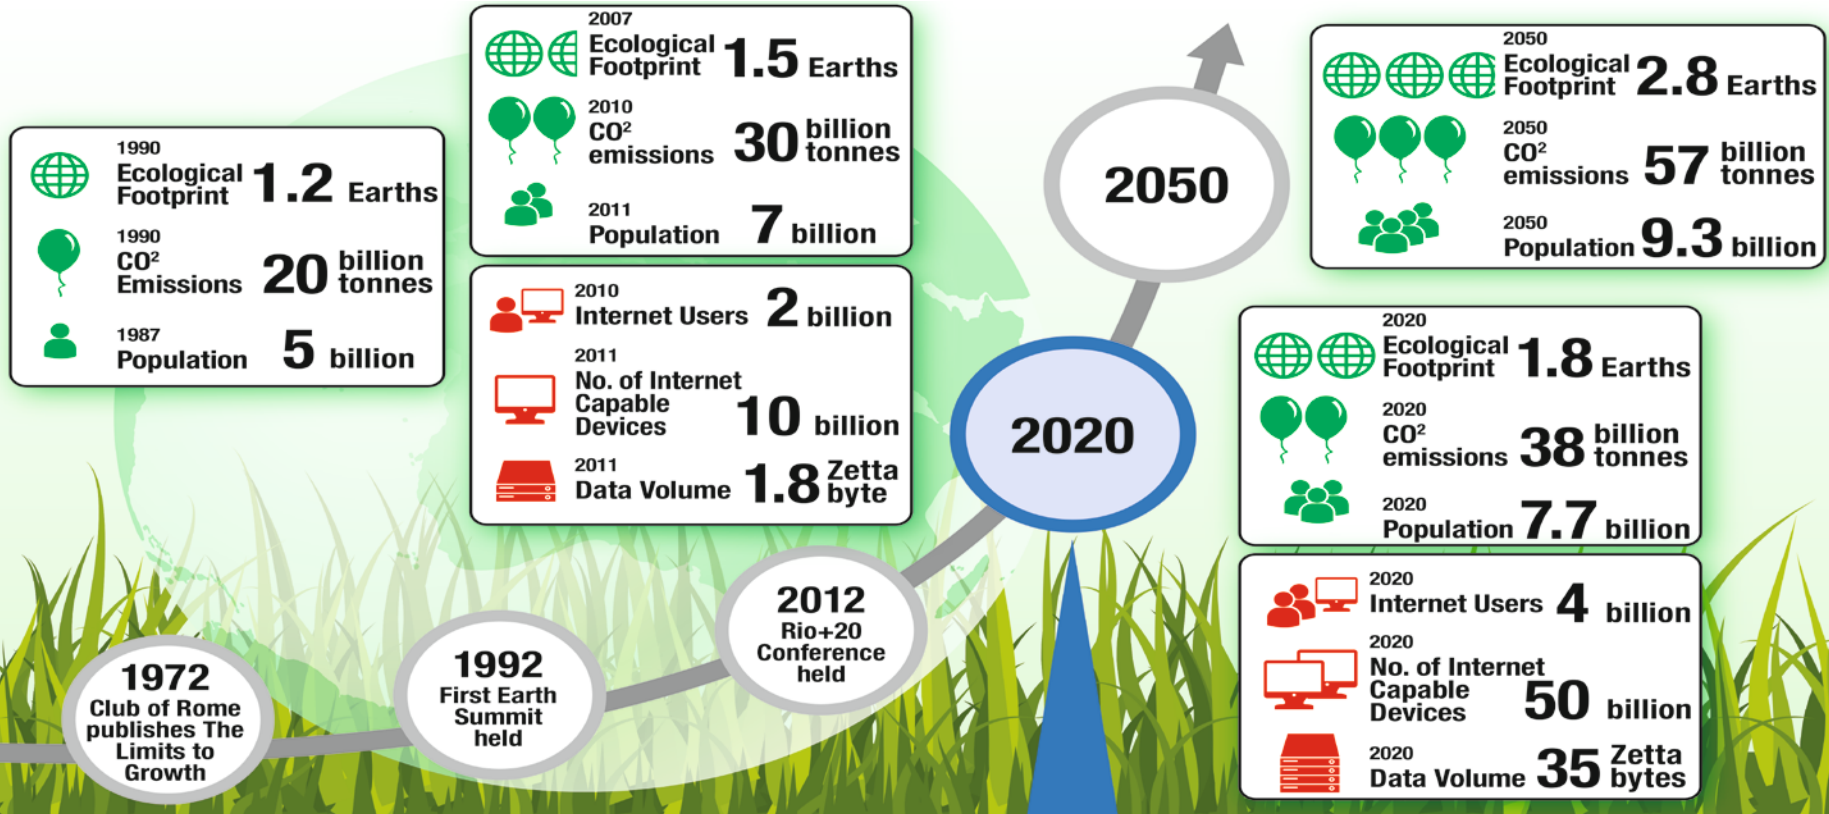 1990
Ecological
Footprint
1.2 Earths
1990
CO²
Emissions
20 billion
tonnes
1987
Population 5 billion
2007
Ecological
Footprint
1.5 Earths
2010
CO²
emissions
30 billion
tonnes
2011
Population 7 billion
2010
Internet Users 2 billion
2011
No. of Internet
Capable
Devices
10 billion
2011
Data Volume 1.8 Zetta
byte
2050
Ecological
Footprint
2.8 Earths
2050
CO²
emissions
57 billion
tonnes
2050
Population 9.3 billion
2020
Ecological
Footprint
1.8 Earths
2020
CO²
emissions
38 billion
tonnes
2020
Population 7.7 billion
2020
Internet Users 4 billion
2020
No. of Internet
Capable
Devices
50 billion
2020
Data Volume 35 Zetta
bytes
1972
Club of Rome
publishes The
Limits to
Growth
1992
First Earth
Summit
held
2012
Rio+20
Conference
held
2020
2050